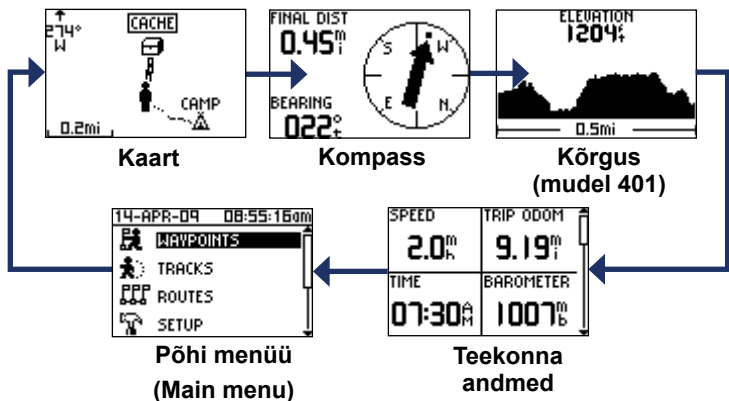 274°
W
CACHE
CAMP
0.2mi
FINAL DIST
0.45mi
BEARING
022°t
S
W
E
N
ELEVATION
1204ft
0.5mi
Kaart
Kompass
Kõrgus
(mudel 401)
14-APR-09 08:55:16am
WAYPOINTS
TRACKS
ROUTES
SETUP
SPEED
2.0mh
TRIP ODOM
9.19mi
TIME
07:30AM
BAROMETER
1007mb
Põhi menüü
(Main menu)
Teekonna
andmed